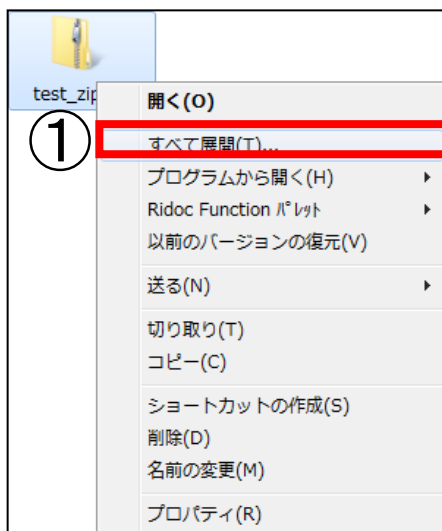 test_zip
①
開く(O)
すべて展開(T)...
プログラムから開く(H)
Ridoc Function ﾊﾟﾚｯﾄ
以前のバージョンの復元(V)
送る(N)
切り取り(T)
コピー(C)
ショートカットの作成(S)
削除(D)
名前の変更(M)
プロパティ(R)